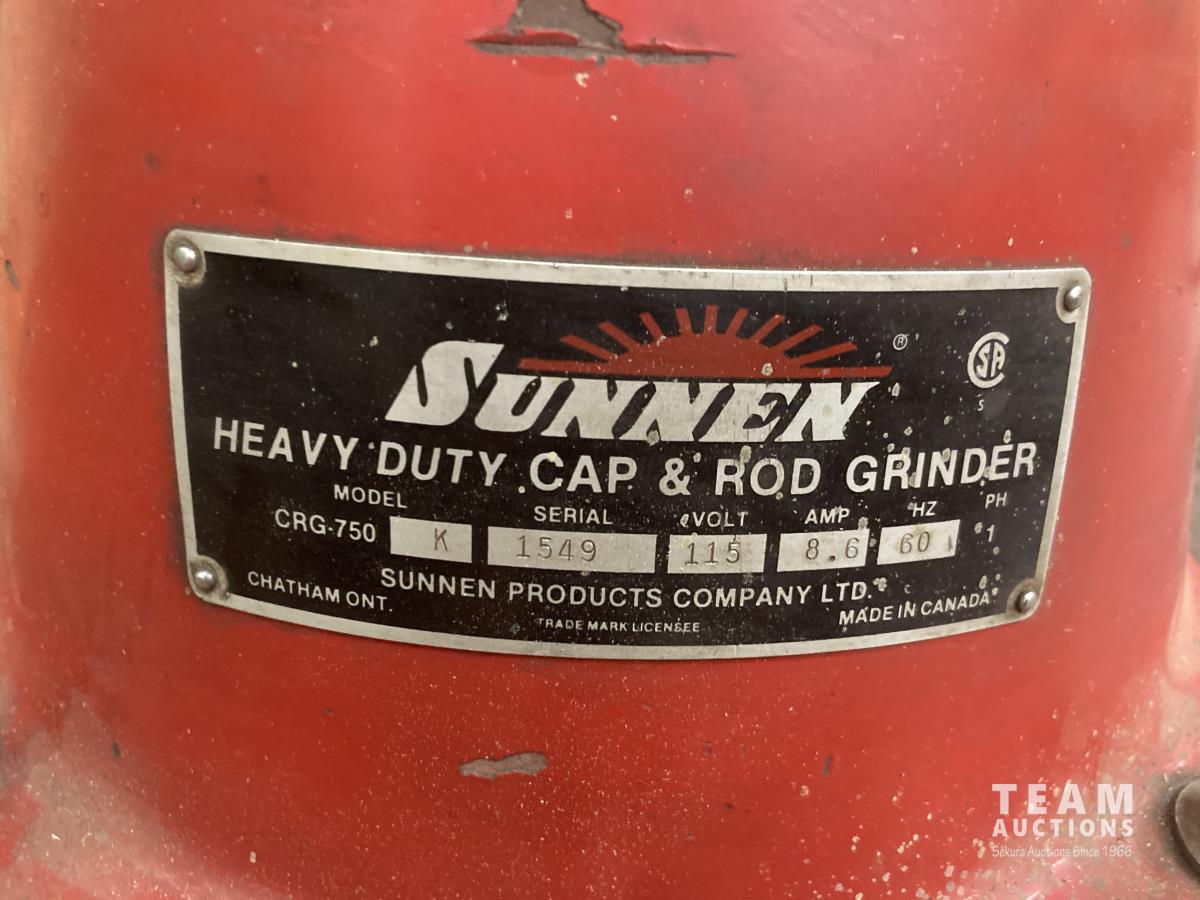 SUNNEN ®
CSA
S
HEAVY DUTY CAP & ROD GRINDER
MODEL SERIAL VOLT AMP HZ PH
CRG-750 K 1549 115 8.6 60 1
SUNNEN PRODUCTS COMPANY LTD.
CHATHAM ONT. MADE IN CANADA
TRADE MARK LICENSEE
TEAM
AUCTIONS
Sekura Auctions Since 1966